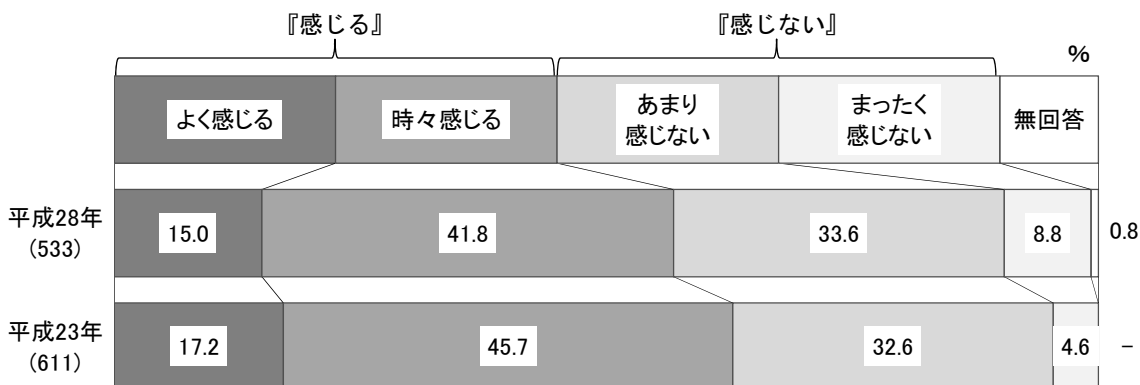 『感じる』 『感じない』
%
よく感じる 時々感じる あまり 感じない まったく 感じない 無回答
平成28年
(533)
15.0 41.8 33.6 8.8 0.8
平成23年
(611)
17.2 45.7 32.6 4.6 -